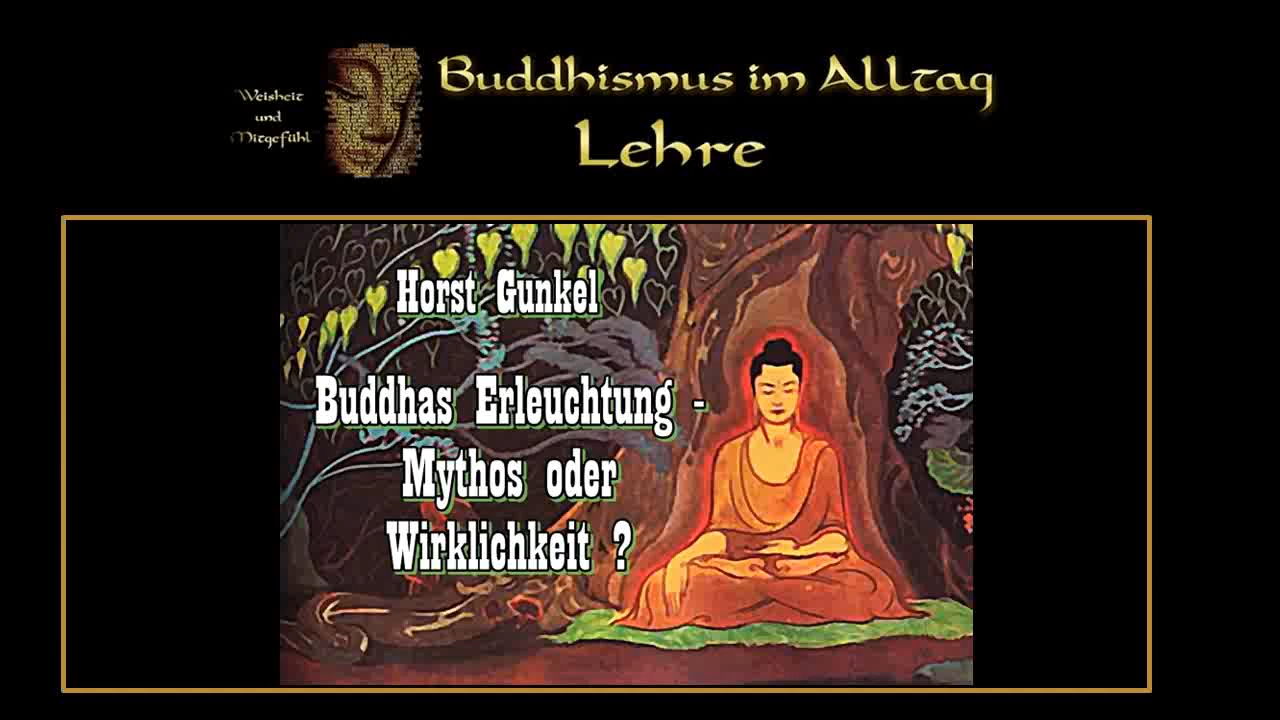 Weisheit
und
Mitgefühl
Buddhismus im Alltag
Lehre
Horst Gunkel
Buddhas Erleuchtung -
Mythos oder
Wirklichkeit ?